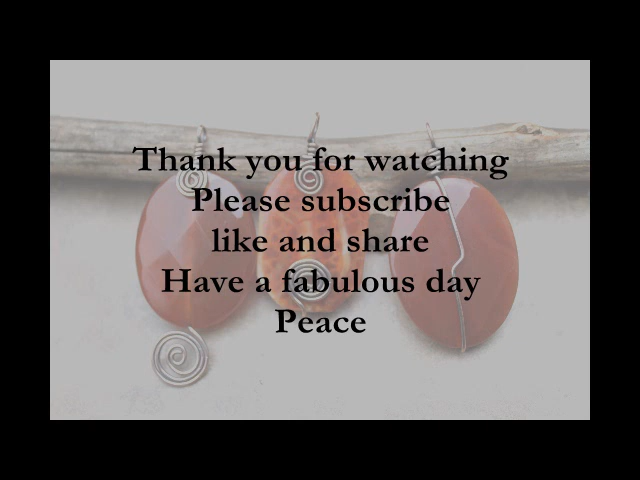 Thank you for watching
Please subscribe
like and share
Have a fabulous day
Peace